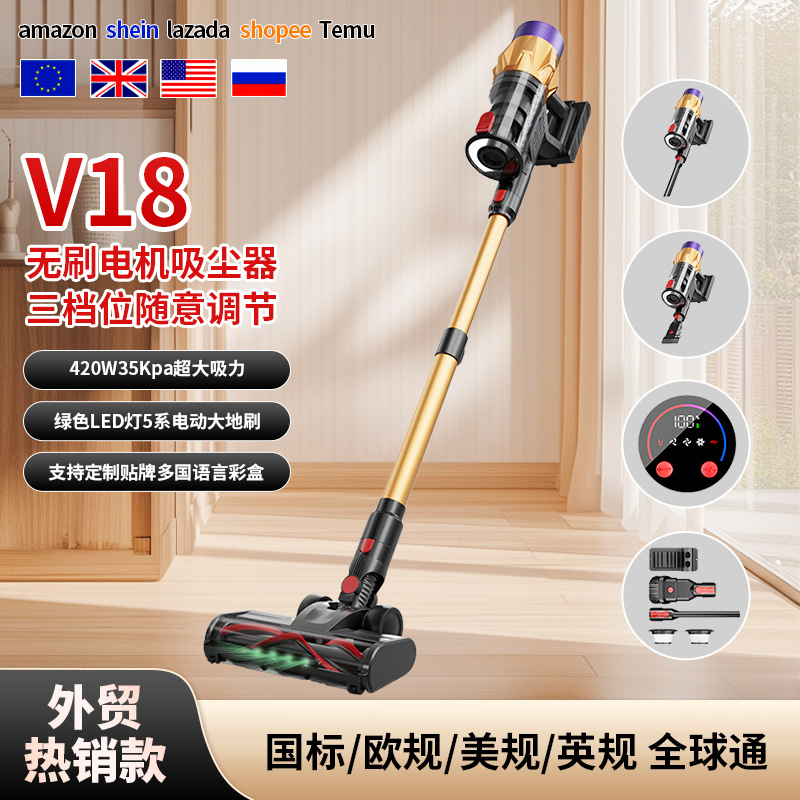 amazon shein lazada shopee Temu
V18
无刷电机吸尘器
三档位随意调节
420W35Kpa超大吸力
绿色LED灯5系电动大地刷
支持定制贴牌多国语言彩盒
100
外贸
热销款
国标/欧规/美规/英规 全球通